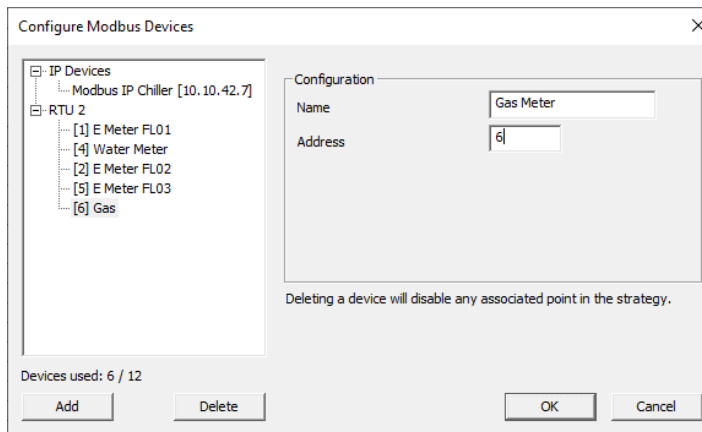 Configure Modbus Devices
IP Devices
Modbus IP Chiller [10.10.42.7]
RTU 2
[1] E Meter FL01
[4] Water Meter
[2] E Meter FL02
[5] E Meter FL03
[6] Gas
Devices used: 6 / 12
Add
Delete
Configuration
Name
Gas Meter
Address
6
Deleting a device will disable any associated point in the strategy.
OK
Cancel